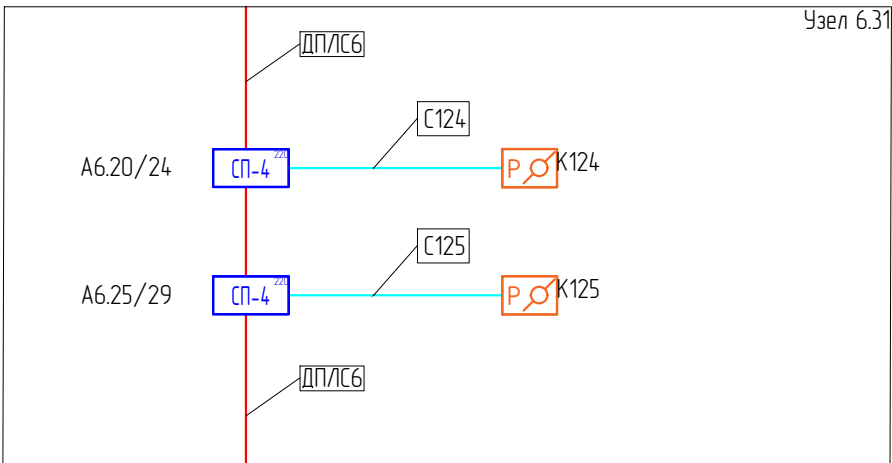 Узел 6.31
ДПЛС6
С124
А6.20/24
СП-4 220
Р
К124
С125
А6.25/29
СП-4 220
Р
К125
ДПЛС6